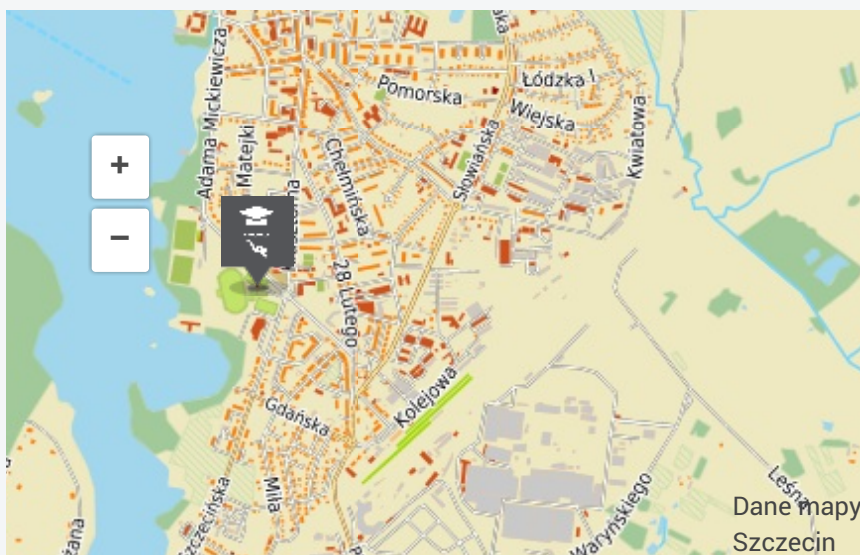 Adama Mickiewicza
Matejki
Pomorska
Łódzka I
Wiejska
Kwiatowa
Słowiańska
Chełmińska
+
−
28 Lutego
Kolejowa
Gdańska
Miła
Szczecińska
Waryńskiego
Leśna
Dane mapy
Szczecin